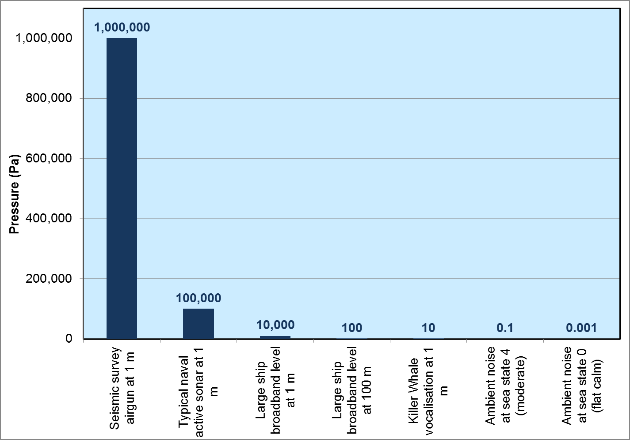 1,000,000
1,000,000
800,000
600,000
400,000
200,000
0
Pressure (Pa)
100,000
10,000
100
10
0.1
0.001
Seismic survey
airgun at 1 m
Typical naval
active sonar at 1
m
Large ship
broadband level
at 1 m
Large ship
broadband level
at 100 m
Killer Whale
vocalisation at 1
m
Ambient noise
at sea state 4
(moderate)
Ambient noise
at sea state 0
(flat calm)